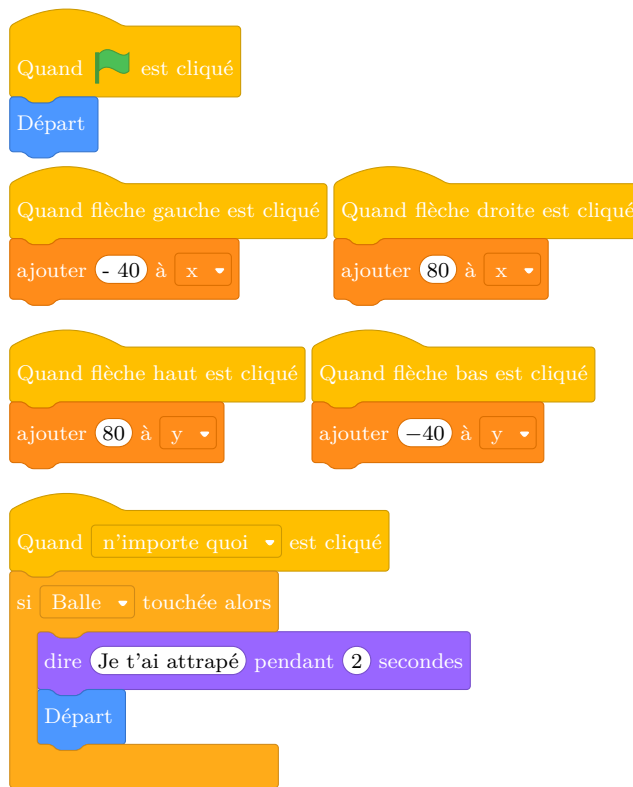 Quand est cliqué
Départ
Quand flèche gauche est cliqué
ajouter - 40 à x
Quand flèche droite est cliqué
ajouter 80 à x
Quand flèche haut est cliqué
ajouter 80 à y
Quand flèche bas est cliqué
ajouter −40 à y
Quand n'importe quoi est cliqué
si Balle touchée alors
dire Je t'ai attrapé pendant 2 secondes
Départ